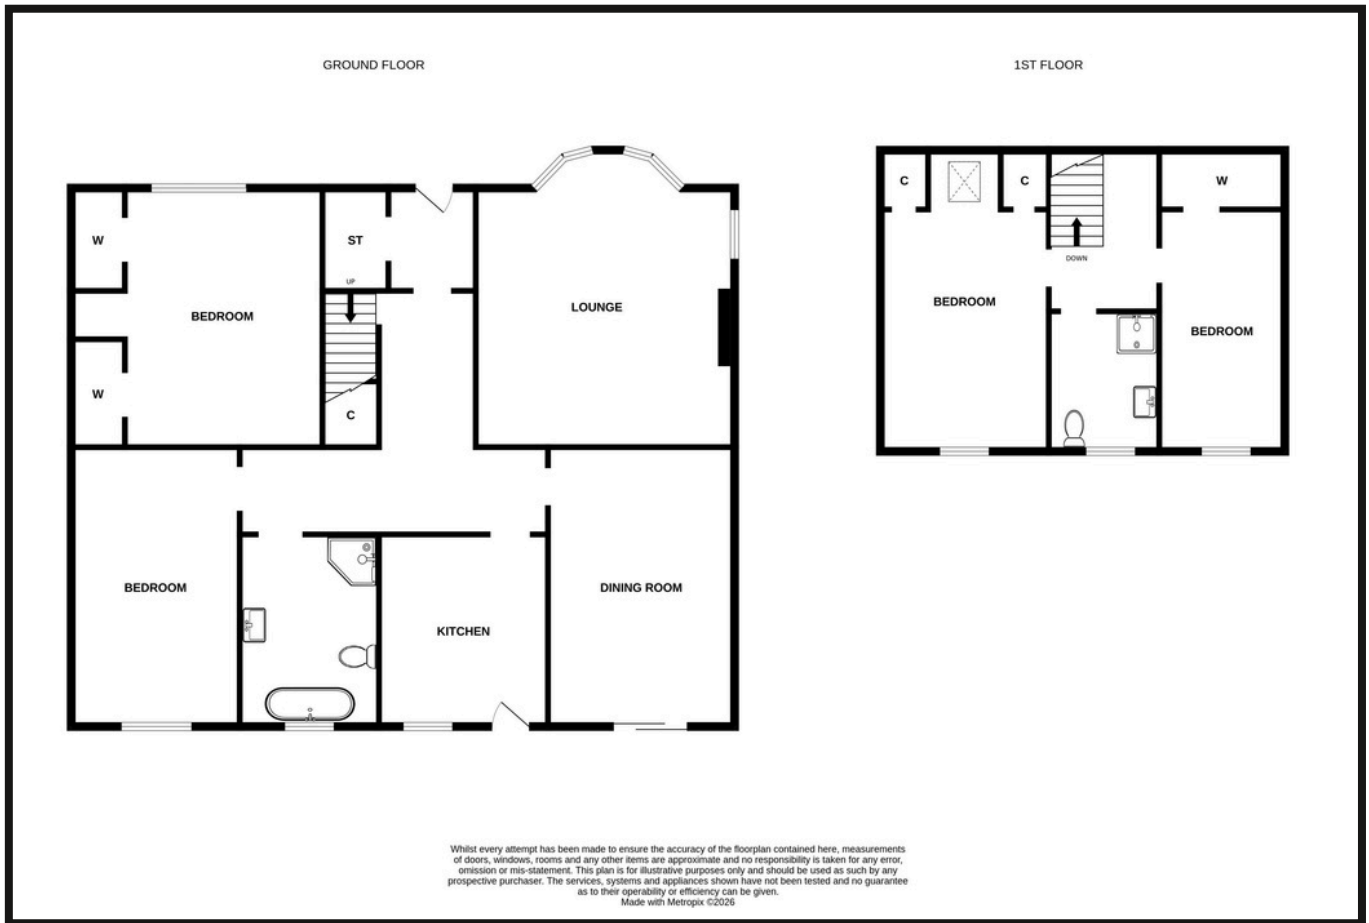 GROUND FLOOR
1ST FLOOR
W
ST
UP
BEDROOM
LOUNGE
W
C
BEDROOM
KITCHEN
DINING ROOM
C
C
W
DOWN
BEDROOM
BEDROOM
Whilst every attempt has been made to ensure the accuracy of the floorplan contained here, measurements
of doors, windows, rooms and any other items are approximate and no responsibility is taken for any error,
omission or mis-statement. This plan is for illustrative purposes only and should be used as such by any
prospective purchaser. The services, systems and appliances shown have not been tested and no guarantee
as to their operability or efficiency can be given.
Made with Metropix ©2026